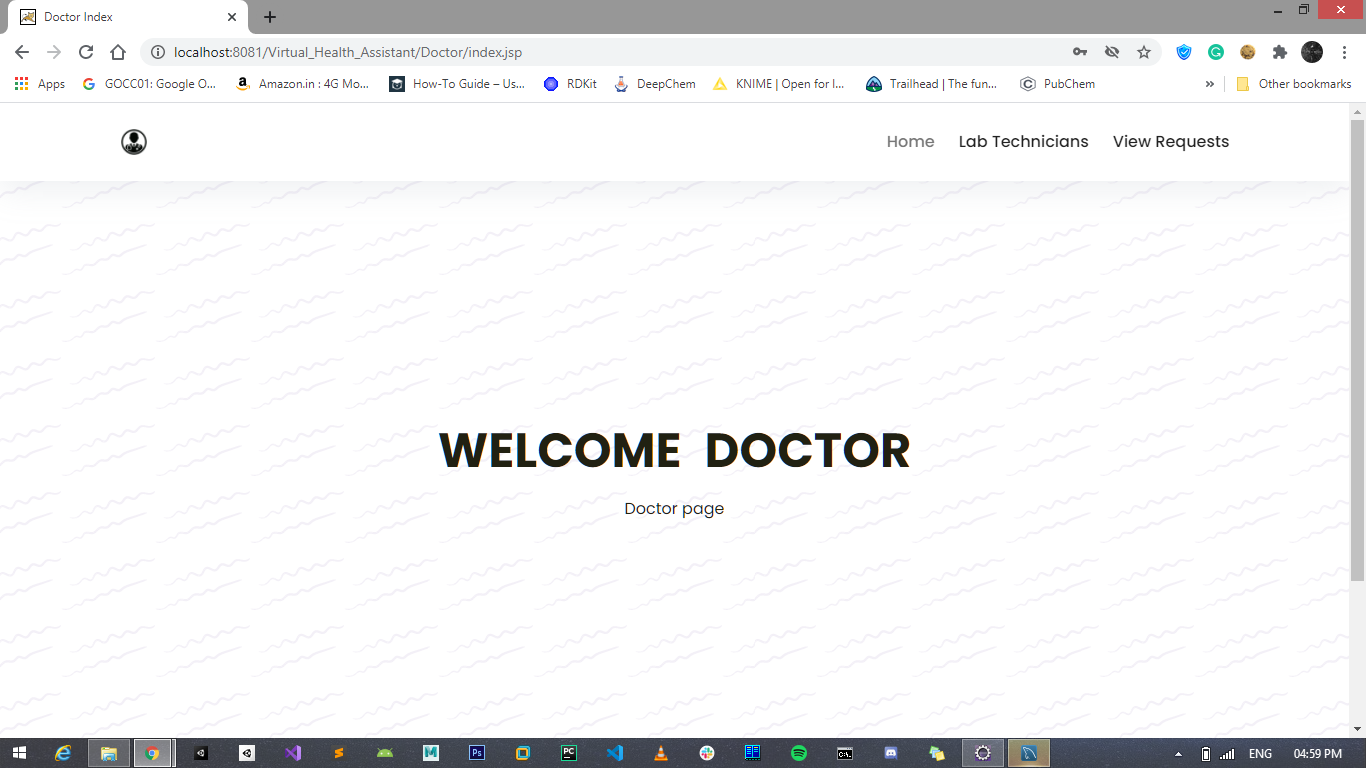 Doctor Index
localhost:8081/Virtual_Health_Assistant/Doctor/index.jsp
Apps GOCC01: Google O... Amazon.in : 4G Mo... How-To Guide – Us... RDKit DeepChem KNIME | Open for I... Trailhead | The fun... PubChem » Other bookmarks
Home Lab Technicians View Requests
WELCOME DOCTOR
Doctor page
ENG 04:59 PM